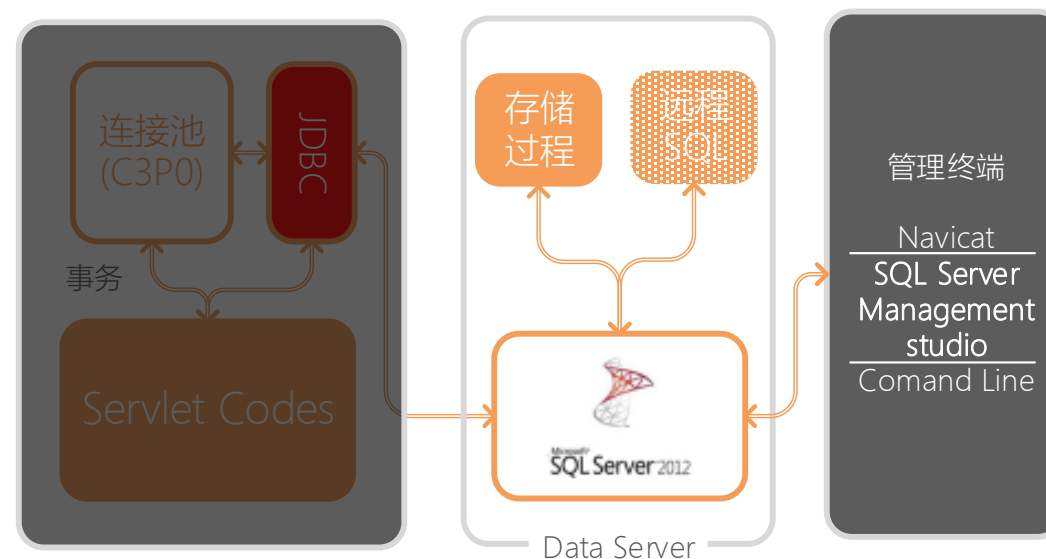 连接池
(C3P0)
JDBC
事务
Servlet Codes
存储
过程
远程
SQL
Microsoft
SQL Server 2012
Data Server
管理终端
Navicat
SQL Server
Management
studio
Comand Line